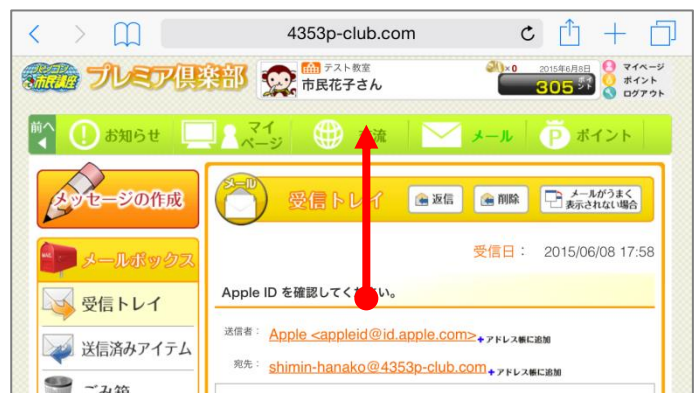 4353p-club.com
パソコン
市民講座
プレミア倶楽部
テスト教室
市民花子さん
×0
2015年6月8日
305ポイント
マイページ
ポイント
ログアウト
前へ
お知らせ
マイページ
流
メール
ポイント
メッセージの作成
メール
受信トレイ
返信
削除
メールがうまく
表示されない場合
MAIL
メールボックス
受信日： 2015/06/08 17:58
受信トレイ
Apple ID を確認してください。
送信者： Apple <appleid@id.apple.com> +アドレス帳に追加
送信済みアイテム
宛先： shimin-hanako@4353p-club.com +アドレス帳に追加
ごみ箱